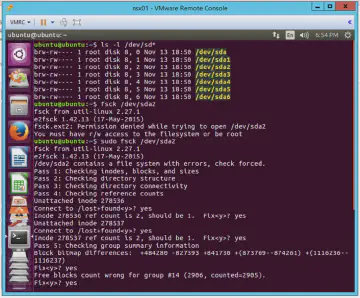 nsx01 - VMware Remote Console
VMRC
ubuntu@ubuntu: ~
En
6:54 PM
ubuntu@ubuntu:~$ ls -l /dev/sd*
brw-rw---- 1 root disk 8, 0 Nov 13 18:50 /dev/sda
brw-rw---- 1 root disk 8, 1 Nov 13 18:50 /dev/sda1
brw-rw---- 1 root disk 8, 2 Nov 13 18:50 /dev/sda2
brw-rw---- 1 root disk 8, 3 Nov 13 18:50 /dev/sda3
brw-rw---- 1 root disk 8, 4 Nov 13 18:50 /dev/sda4
brw-rw---- 1 root disk 8, 5 Nov 13 18:50 /dev/sda5
brw-rw---- 1 root disk 8, 6 Nov 13 18:50 /dev/sda6
ubuntu@ubuntu:~$ fsck /dev/sda2
fsck from util-linux 2.27.1
e2fsck 1.42.13 (17-May-2015)
fsck.ext2: Permission denied while trying to open /dev/sda2
You must have r/w access to the filesystem or be root
ubuntu@ubuntu:~$ sudo fsck /dev/sda2
fsck from util-linux 2.27.1
e2fsck 1.42.13 (17-May-2015)
/dev/sda2 contains a file system with errors, check forced.
Pass 1: Checking inodes, blocks, and sizes
Pass 2: Checking directory structure
Pass 3: Checking directory connectivity
Pass 4: Checking reference counts
Unattached inode 278536
Connect to /lost+found<y>? yes
Inode 278536 ref count is 2, should be 1.  Fix<y>? yes
Unattached inode 278537
Connect to /lost+found<y>? yes
Inode 278537 ref count is 2, should be 1.  Fix<y>? yes
Pass 5: Checking group summary information
Block bitmap differences:  +484280 -827393 +841730 +(873709--874201) +(1116236--1116237)
Fix<y>? yes
Free blocks count wrong for group #14 (2906, counted=2905).
Fix<y>? yes